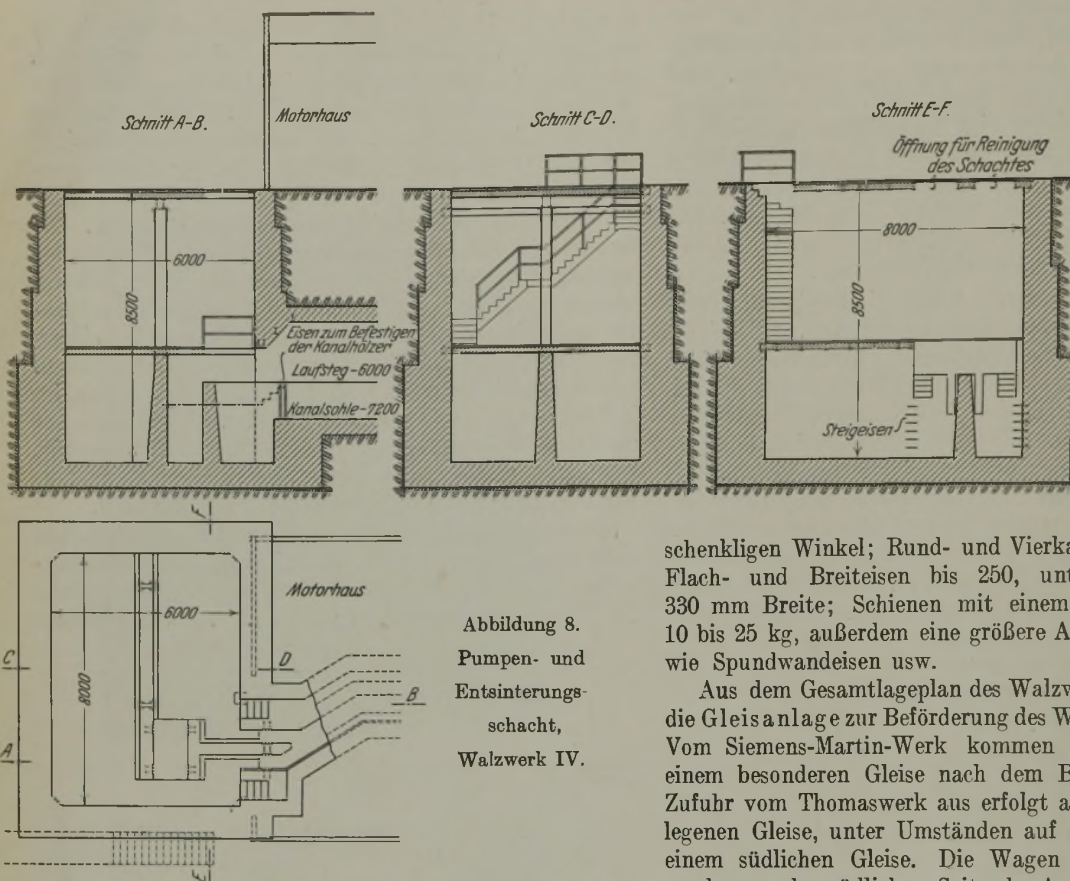 Schnitt A-B.
Motorhaus
Schnitt C-D.
Schnitt E-F.
Öffnung für Reinigung
des Schachtes
6000
8500
Eisen zum Befestigen
der Kanalhölzer
Laufsteg-6000
Kanalsohle-7200
8000
8500
Steigeisen
F
Motorhaus
6000
8000
C
D
B
A
E
Abbildung 8.
Pumpen- und
Entsinterungs-
schacht,
Walzwerk IV.
schenkligen Winkel; Rund- und Vierka
Flach- und Breiteisen bis 250, unt
330 mm Breite; Schienen mit einem
10 bis 25 kg, außerdem eine größere A
wie Spundwandeisen usw.
Aus dem Gesamtlageplan des Walzw
die Gleisanlage zur Beförderung des W
Vom Siemens-Martin-Werk kommen
einem besonderen Gleise nach dem B
Zufuhr vom Thomaswerk aus erfolgt a
legenen Gleise, unter Umständen auf
einem südlichen Gleise. Die Wagen